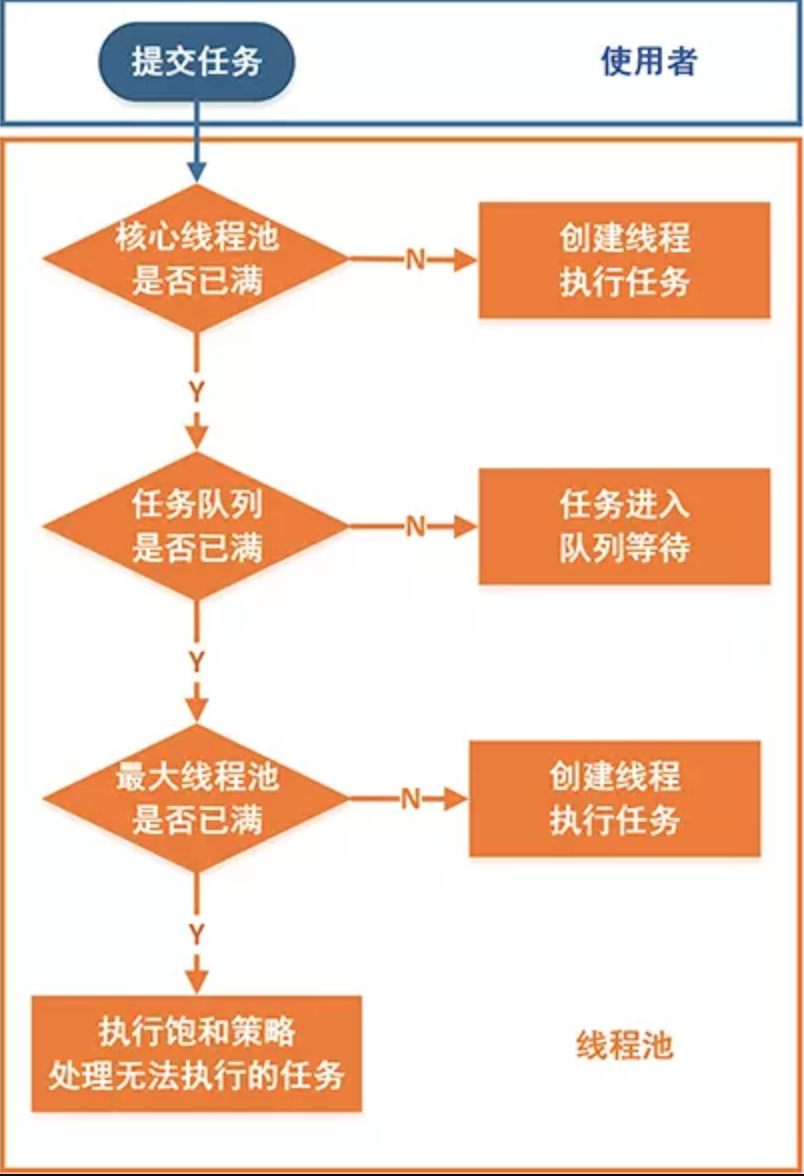 提交任务
使用者
核心线程池
是否已满
N
创建线程
执行任务
Y
任务队列
是否已满
N
任务进入
队列等待
Y
最大线程池
是否已满
N
创建线程
执行任务
Y
执行饱和策略
处理无法执行的任务
线程池